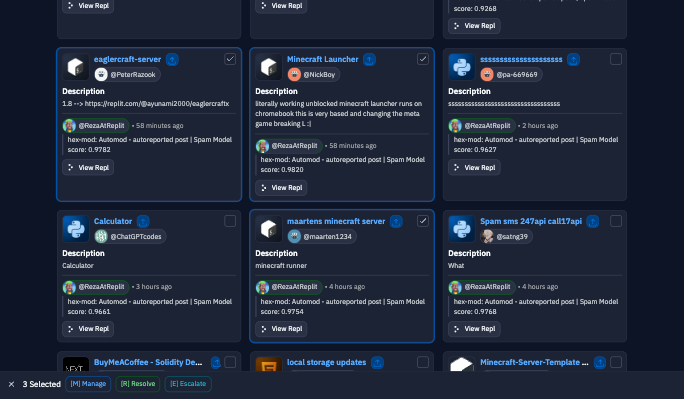 View Repl
View Repl
score: 0.9268
View Repl
eaglercraft-server
@PeterRazook
Description
1.8 --> https://replit.com/@ayunami2000/eaglercraftx
@RezaAtReplit • 58 minutes ago
hex-mod: Automod - autoreported post | Spam Model
score: 0.9782
View Repl
Minecraft Launcher
@NickBoy
Description
literally working unblocked minecraft launcher runs on
chromebook this is very based and changing the meta
game breaking L :]
@RezaAtReplit • 58 minutes ago
hex-mod: Automod - autoreported post | Spam Model
score: 0.9820
View Repl
@pa-669669
Description
@RezaAtReplit • 2 hours ago
hex-mod: Automod - autoreported post | Spam Model
score: 0.9627
View Repl
Calculator
@ChatGPTcodes
Description
Calculator
@RezaAtReplit • 3 hours ago
hex-mod: Automod - autoreported post | Spam Model
score: 0.9661
View Repl
maartens minecraft server
@maarten1234
Description
minecraft runner
@RezaAtReplit • 4 hours ago
hex-mod: Automod - autoreported post | Spam Model
score: 0.9754
View Repl
Spam sms 247api call17api
@satng39
Description
What
@RezaAtReplit • 4 hours ago
hex-mod: Automod - autoreported post | Spam Model
score: 0.9768
View Repl
BuyMeACoffee - Solidity De...
local storage updates
Minecraft-Server-Template ...
3 Selected
[M] Manage
[R] Resolve
[E] Escalate